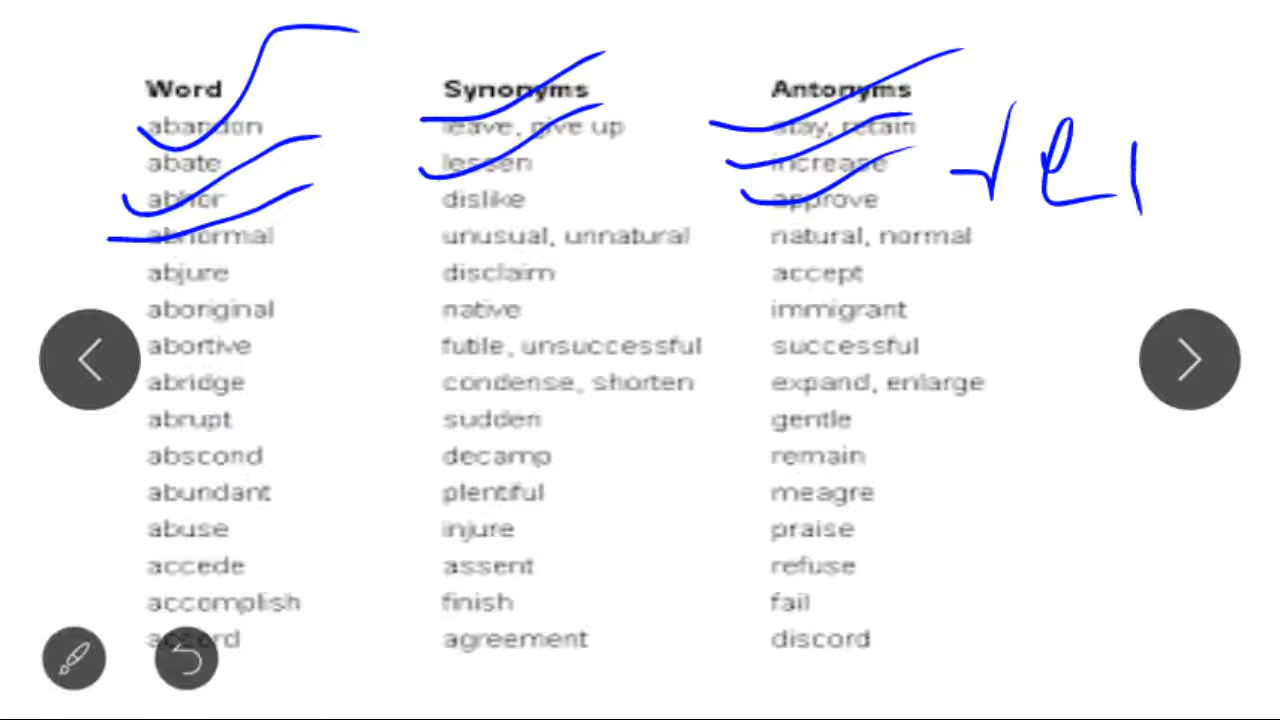 Word Synonyms Antonyms
abandon leave, give up stay, retain
abate lessen increase
abhor dislike approve
abnormal unusual, unnatural natural, normal
abjure disclaim accept
aboriginal native immigrant
abortive futile, unsuccessful successful
abridge condense, shorten expand, enlarge
abrupt sudden gentle
abscond decamp remain
abundant plentiful meagre
abuse injure praise
accede assent refuse
accomplish finish fail
accord agreement discord